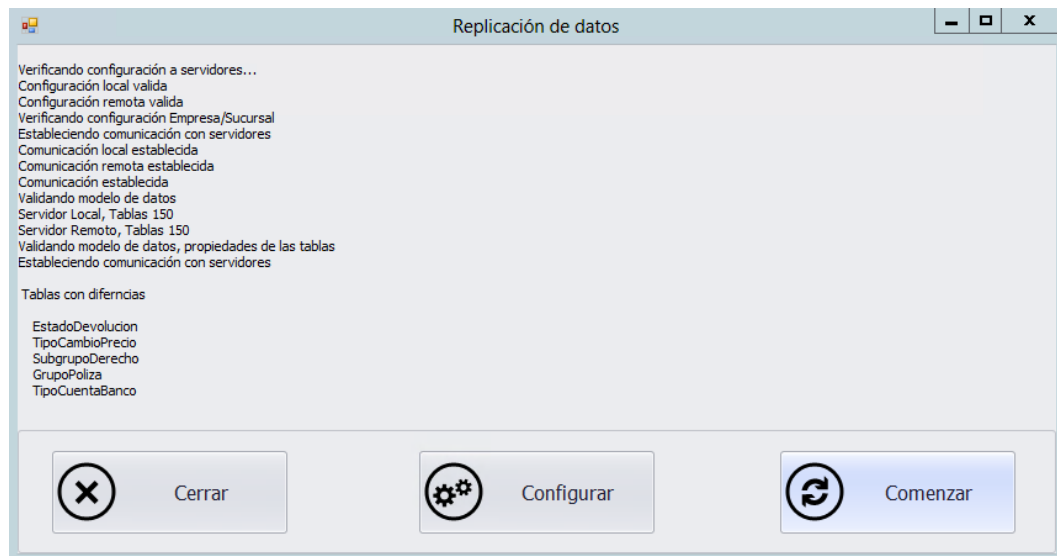 Replicación de datos
Verificando configuración a servidores...
Configuración local valida
Configuración remota valida
Verificando configuración Empresa/Sucursal
Estableciendo comunicación con servidores
Comunicación local establecida
Comunicación remota establecida
Comunicación establecida
Validando modelo de datos
Servidor Local, Tablas 150
Servidor Remoto, Tablas 150
Validando modelo de datos, propiedades de las tablas
Estableciendo comunicación con servidores
Tablas con diferncias
EstadoDevolucion
TipoCambioPrecio
SubgrupoDerecho
GrupoPoliza
TipoCuentaBanco
Cerrar
Configurar
Comenzar